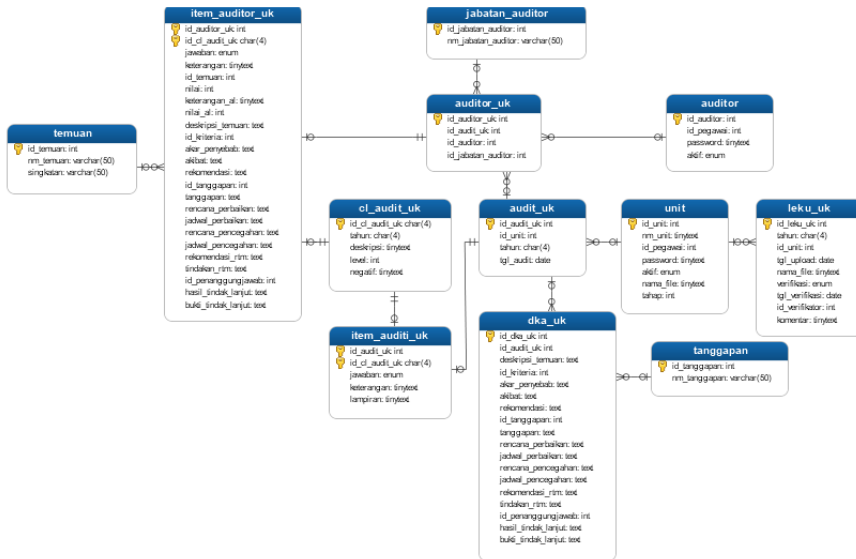 item_auditor_uk
id_auditor_uk: int
id_cl_audit_uk: char(4)
jawaban: enum
keterangan: tinytext
id_temuan: int
nilai: int
keterangan_al: tinytext
nilai_al: int
deskripsi_temuan: text
id_kriteria: int
akar_penyebab: text
akibat: text
rekomendasi: text
id_tanggapan: int
tanggapan: text
rencana_perbaikan: text
jadwal_perbaikan: text
rencana_pencegahan: text
jadwal_pencegahan: text
rekomendasi_rtm: text
tindakan_rtm: text
id_penanggungjawab: int
hasil_tindak_lanjut: text
bukti_tindak_lanjut: text
jabatan_auditor
id_jabatan_auditor: int
nm_jabatan_auditor: varchar(50)
auditor_uk
id_auditor_uk: int
id_audit_uk: int
id_auditor: int
id_jabatan_auditor: int
auditor
id_auditor: int
id_pegawai: int
password: tinytext
aktif: enum
temuan
id_temuan: int
nm_temuan: varchar(50)
singkatan: varchar(50)
cl_audit_uk
id_cl_audit_uk: char(4)
tahun: char(4)
deskripsi: tinytext
level: int
negatif: tinytext
audit_uk
id_audit_uk: int
id_unit: int
tahun: char(4)
tgl_audit: date
unit
id_unit: int
nm_unit: tinytext
id_pegawai: int
password: tinytext
aktif: enum
nama_file: tinytext
tahap: int
leku_uk
id_leku_uk: int
tahun: char(4)
id_unit: int
tgl_upload: date
nama_file: tinytext
verifikasi: enum
tgl_verifikasi: date
id_verifikator: int
komentar: tinytext
item_auditi_uk
id_audit_uk: int
id_cl_audit_uk: char(4)
jawaban: enum
keterangan: tinytext
lampiran: tinytext
dka_uk
id_dka_uk: int
id_audit_uk: int
deskripsi_temuan: text
id_kriteria: int
akar_penyebab: text
akibat: text
rekomendasi: text
id_tanggapan: int
tanggapan: text
rencana_perbaikan: text
jadwal_perbaikan: text
rencana_pencegahan: text
jadwal_pencegahan: text
rekomendasi_rtm: text
tindakan_rtm: text
id_penanggungjawab: int
hasil_tindak_lanjut: text
bukti_tindak_lanjut: text
tanggapan
id_tanggapan: int
nm_tanggapan: varchar(50)